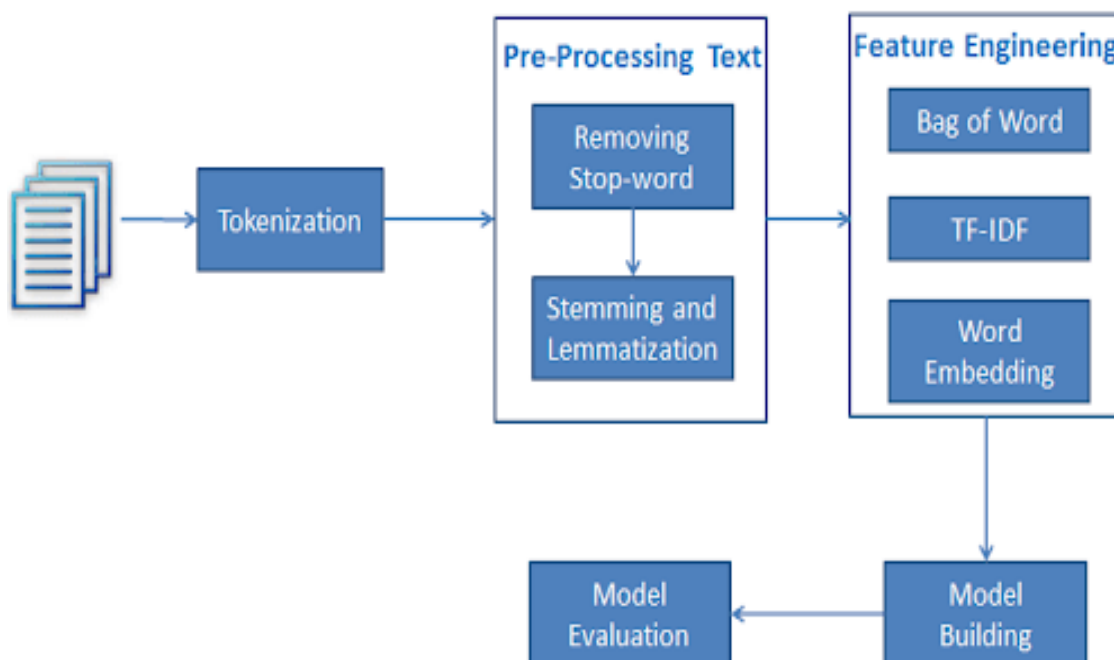 Pre-Processing Text
Feature Engineering
Tokenization
Removing
Stop-word
Stemming and
Lemmatization
Bag of Word
TF-IDF
Word
Embedding
Model
Building
Model
Evaluation